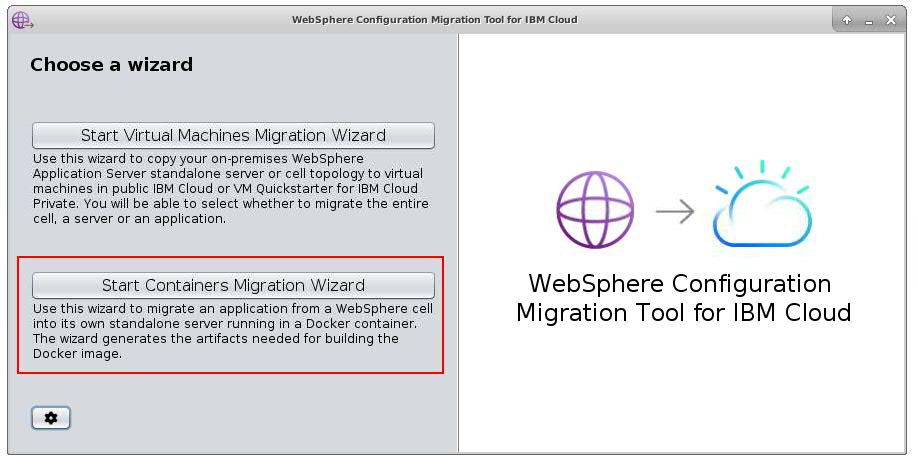 WebSphere Configuration Migration Tool for IBM Cloud
Choose a wizard
Start Virtual Machines Migration Wizard
Use this wizard to copy your on-premises WebSphere
Application Server standalone server or cell topology to virtual
machines in public IBM Cloud or VM Quickstarter for IBM Cloud
Private. You will be able to select whether to migrate the entire
cell, a server or an application.
Start Containers Migration Wizard
Use this wizard to migrate an application from a WebSphere cell
into its own standalone server running in a Docker container.
The wizard generates the artifacts needed for building the
Docker image.
WebSphere Configuration
Migration Tool for IBM Cloud